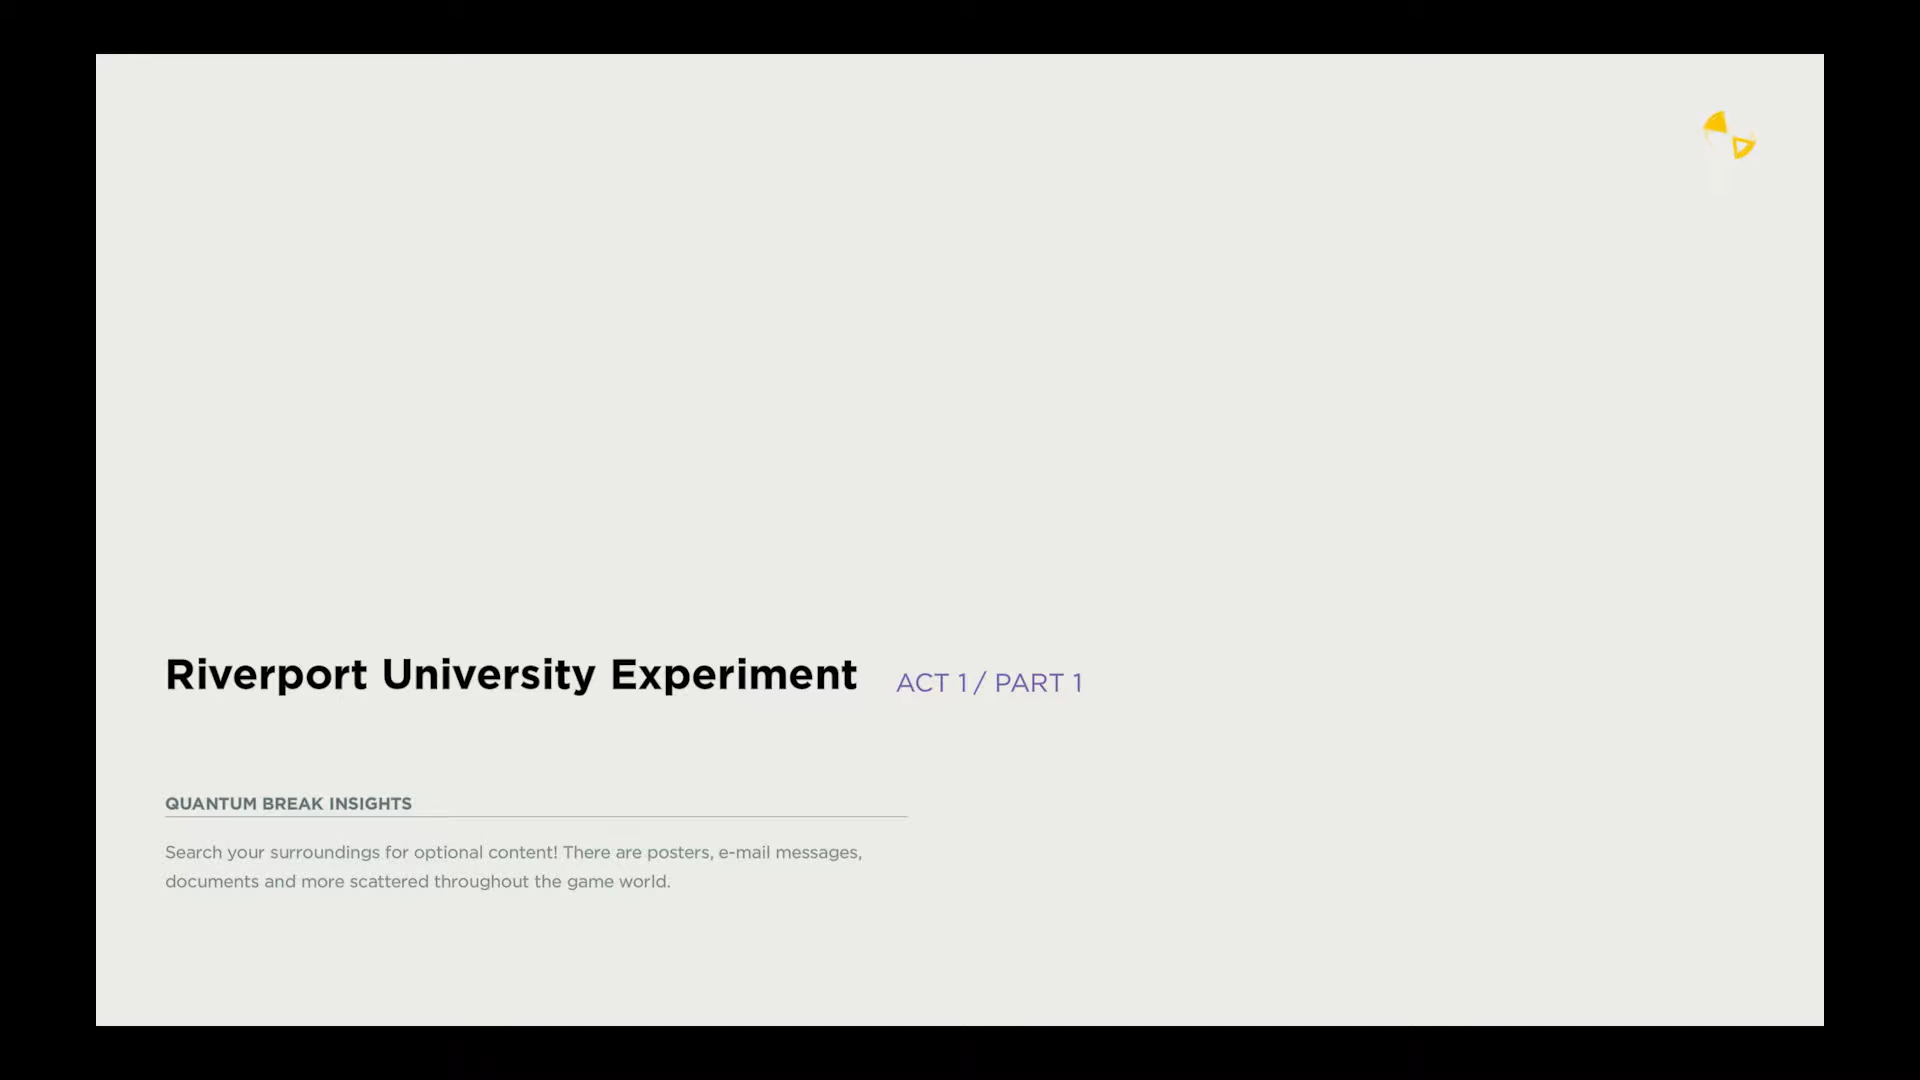 Riverport University Experiment ACT 1 / PART 1
QUANTUM BREAK INSIGHTS
Search your surroundings for optional content! There are posters, e-mail messages,
documents and more scattered throughout the game world.